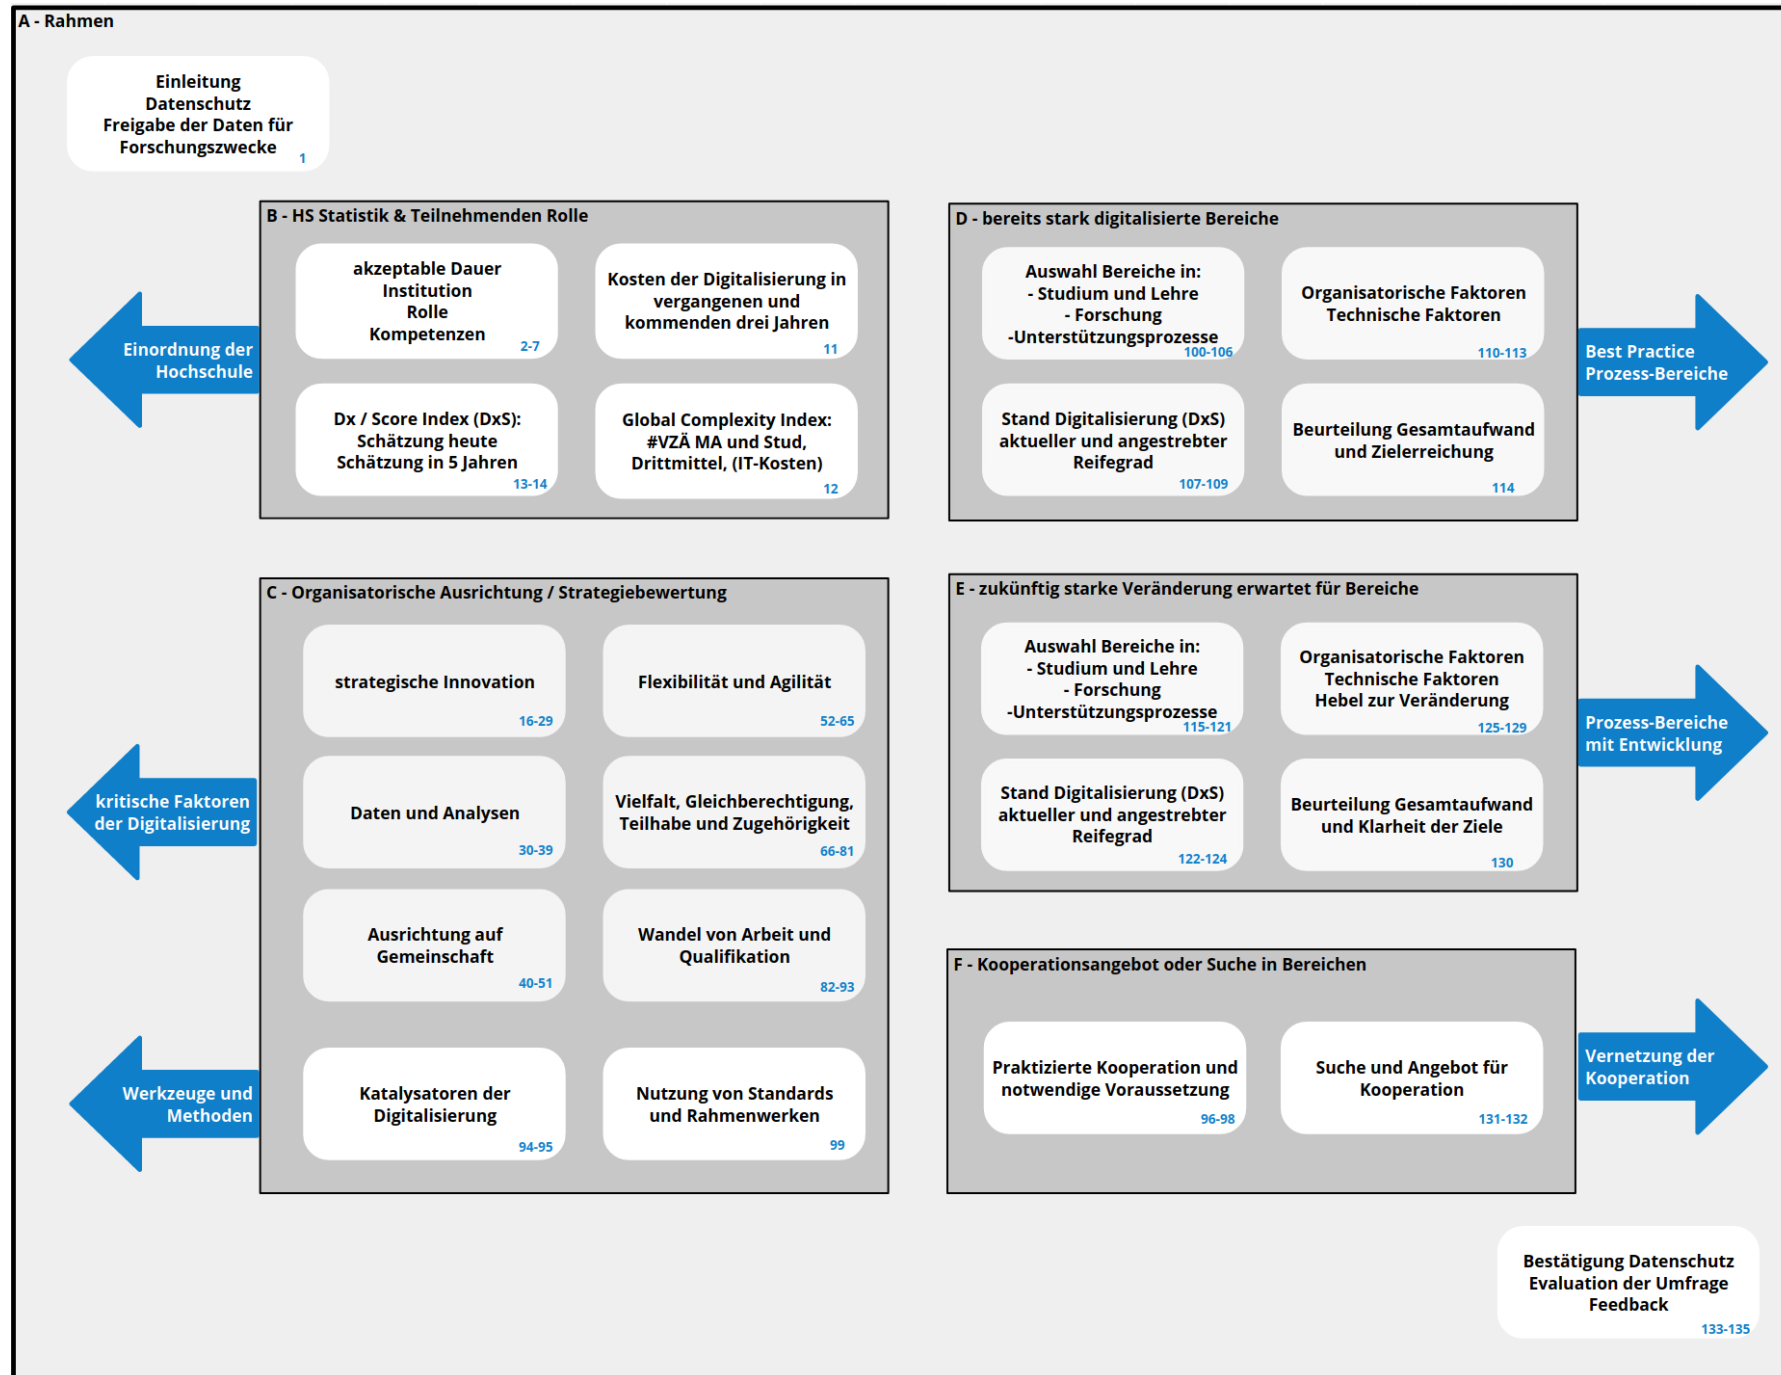 A - Rahmen
Einleitung
Datenschutz
Freigabe der Daten für
Forschungszwecke
1
B - HS Statistik & Teilnehmenden Rolle
akzeptable Dauer
Institution
Rolle
Kompetenzen
2-7
Kosten der Digitalisierung in
vergangenen und
kommenden drei Jahren
11
Einordnung der
Hochschule
Dx / Score Index (DxS):
Schätzung heute
Schätzung in 5 Jahren
13-14
Global Complexity Index:
#VZÄ MA und Stud,
Drittmittel, (IT-Kosten)
12
D - bereits stark digitalisierte Bereiche
Auswahl Bereiche in:
- Studium und Lehre
- Forschung
-Unterstützungsprozesse
100-106
Organisatorische Faktoren
Technische Faktoren
110-113
Best Practice
Prozess-Bereiche
Stand Digitalisierung (DxS)
aktueller und angestrebter
Reifegrad
107-109
Beurteilung Gesamtaufwand
und Zielerreichung
114
C - Organisatorische Ausrichtung / Strategiebewertung
strategische Innovation
16-29
Flexibilität und Agilität
52-65
kritische Faktoren
der Digitalisierung
Daten und Analysen
30-39
Vielfalt, Gleichberechtigung,
Teilhabe und Zugehörigkeit
66-81
Ausrichtung auf
Gemeinschaft
40-51
Wandel von Arbeit und
Qualifikation
82-93
Werkzeuge und
Methoden
Katalysatoren der
Digitalisierung
94-95
Nutzung von Standards
und Rahmenwerken
99
E - zukünftig starke Veränderung erwartet für Bereiche
Auswahl Bereiche in:
- Studium und Lehre
- Forschung
-Unterstützungsprozesse
115-121
Organisatorische Faktoren
Technische Faktoren
Hebel zur Veränderung
125-129
Prozess-Bereiche
mit Entwicklung
Stand Digitalisierung (DxS)
aktueller und angestrebter
Reifegrad
122-124
Beurteilung Gesamtaufwand
und Klarheit der Ziele
130
F - Kooperationsangebot oder Suche in Bereichen
Praktizierte Kooperation und
notwendige Voraussetzung
96-98
Suche und Angebot für
Kooperation
131-132
Vernetzung der
Kooperation
Bestätigung Datenschutz
Evaluation der Umfrage
Feedback
133-135